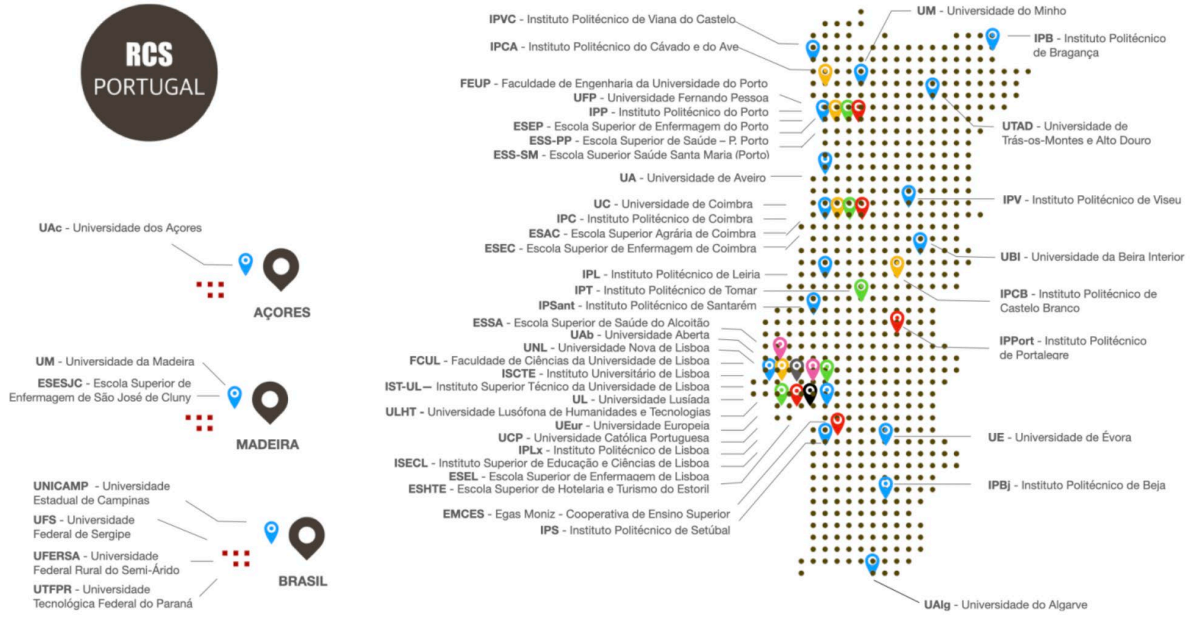 RCS
PORTUGAL
UAc - Universidade dos Açores
AÇORES
UM - Universidade da Madeira
ESESJC - Escola Superior de
Enfermagem de São José de Cluny
MADEIRA
UNICAMP - Universidade
Estadual de Campinas
UFS - Universidade
Federal de Sergipe
UFERSA - Universidade
Federal Rural do Semi-Árido
UTFPR - Universidade
Tecnológica Federal do Paraná
BRASIL
IPVC - Instituto Politécnico de Viana do Castelo
IPCA - Instituto Politécnico do Cávado e do Ave
FEUP - Faculdade de Engenharia da Universidade do Porto
UFP - Universidade Fernando Pessoa
IPP - Instituto Politécnico do Porto
ESEP - Escola Superior de Enfermagem do Porto
ESS-PP - Escola Superior de Saúde – P. Porto
ESS-SM - Escola Superior Saúde Santa Maria (Porto)
UA - Universidade de Aveiro
UC - Universidade de Coimbra
IPC - Instituto Politécnico de Coimbra
ESAC - Escola Superior Agrária de Coimbra
ESEC - Escola Superior de Enfermagem de Coimbra
IPL - Instituto Politécnico de Leiria
IPT - Instituto Politécnico de Tomar
IPSant - Instituto Politécnico de Santarém
ESSA - Escola Superior de Saúde do Alcoitão
UAb - Universidade Aberta
UNL - Universidade Nova de Lisboa
FCUL - Faculdade de Ciências da Universidade de Lisboa
ISCTE - Instituto Universitário de Lisboa
IST-UL— Instituto Superior Técnico da Universidade de Lisboa
UL - Universidade Lusíada
ULHT - Universidade Lusófona de Humanidades e Tecnologias
UEur - Universidade Europeia
UCP - Universidade Católica Portuguesa
IPLx - Instituto Politécnico de Lisboa
ISECL - Instituto Superior de Educação e Ciências de Lisboa
ESEL - Escola Superior de Enfermagem de Lisboa
ESHTE - Escola Superior de Hotelaria e Turismo do Estoril
EMCES - Egas Moniz - Cooperativa de Ensino Superior
IPS - Instituto Politécnico de Setúbal
UM - Universidade do Minho
IPB - Instituto Politécnico
de Bragança
UTAD - Universidade de
Trás-os-Montes e Alto Douro
IPV - Instituto Politécnico de Viseu
UBI - Universidade da Beira Interior
IPCB - Instituto Politécnico de
Castelo Branco
IPPort - Instituto Politécnico
de Portalegre
UE - Universidade de Évora
IPBj - Instituto Politécnico de Beja
UAlg - Universidade do Algarve